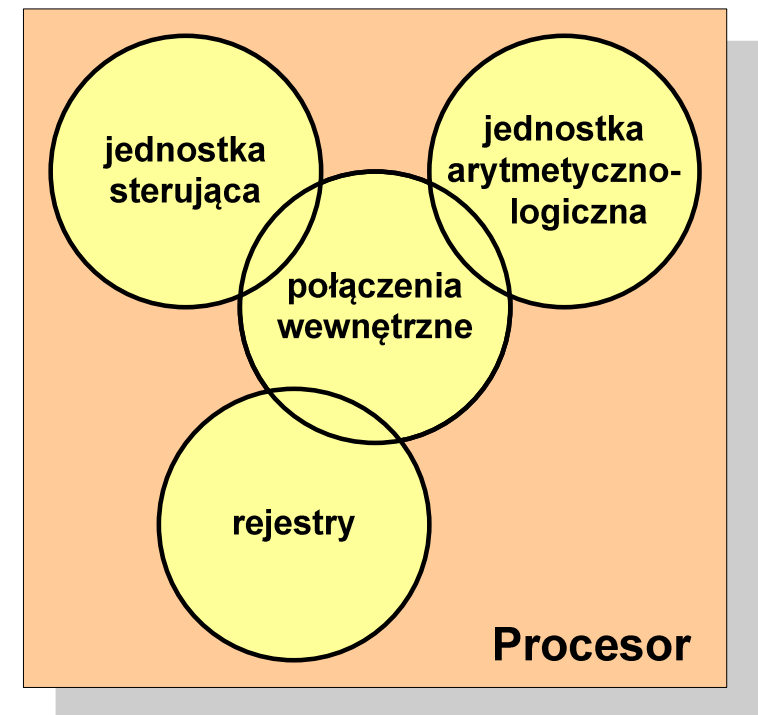 jednostka
sterująca
jednostka
arytmetyczno-
logiczna
połączenia
wewnętrzne
rejestry
Procesor